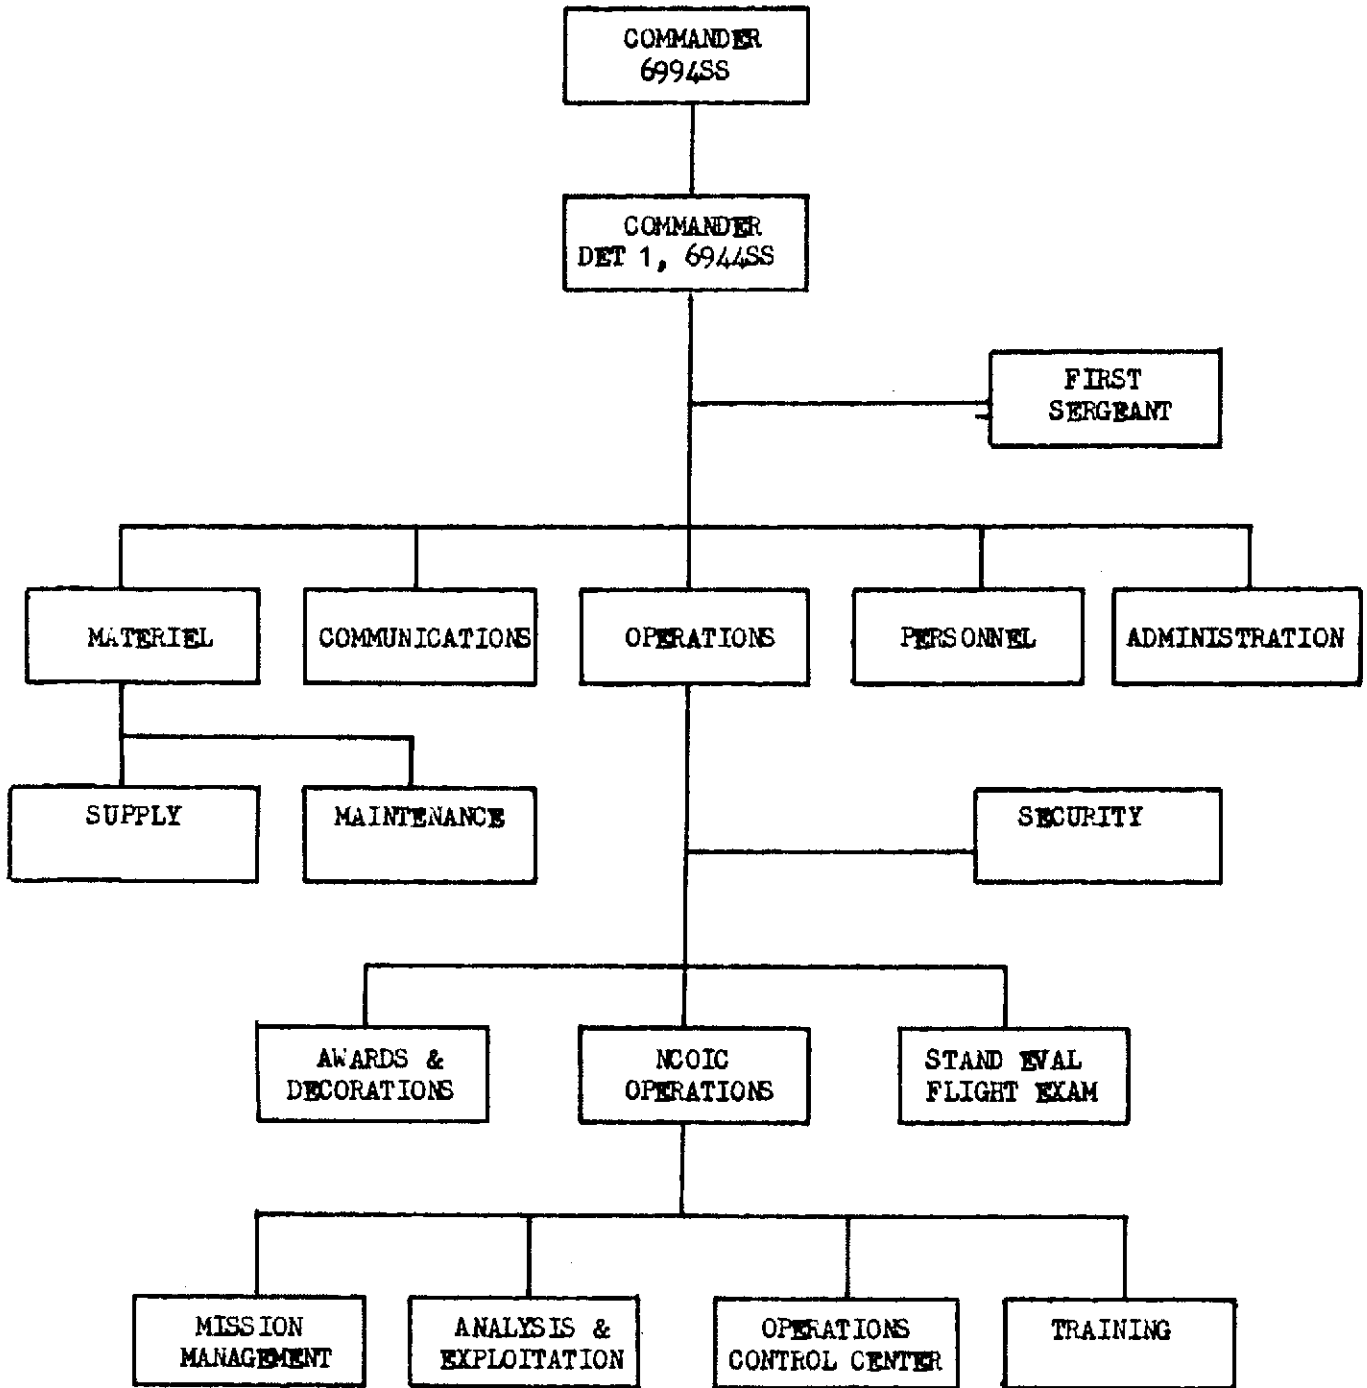 COMMANDER
6994SS
COMMANDER
DET 1, 6944SS
FIRST
SERGEANT
MATERIEL
COMMUNICATIONS
OPERATIONS
PERSONNEL
ADMINISTRATION
SUPPLY
MAINTENANCE
SECURITY
AWARDS &
DECORATIONS
NCOIC
OPERATIONS
STAND EVAL
FLIGHT EXAM
MISSION
MANAGEMENT
ANALYSIS &
EXPLOITATION
OPERATIONS
CONTROL CENTER
TRAINING